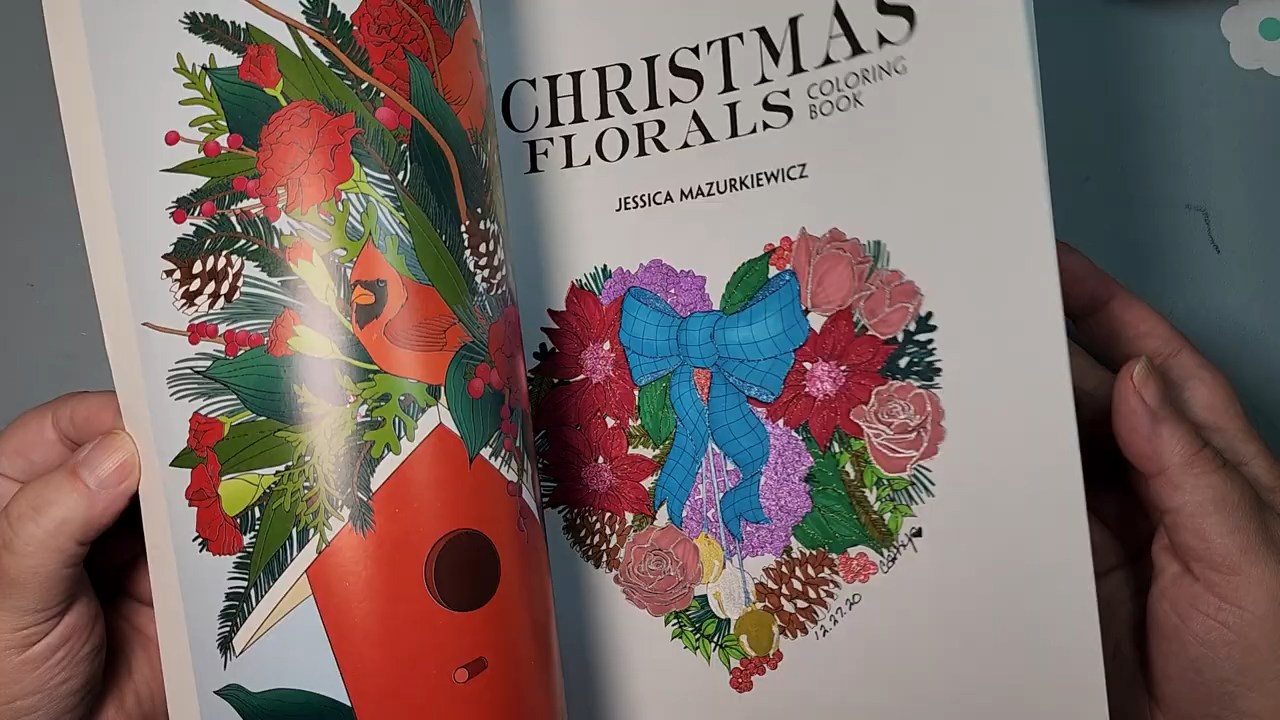 CHRISTMAS
FLORALS COLORING
BOOK
JESSICA MAZURKIEWICZ
12.27.20